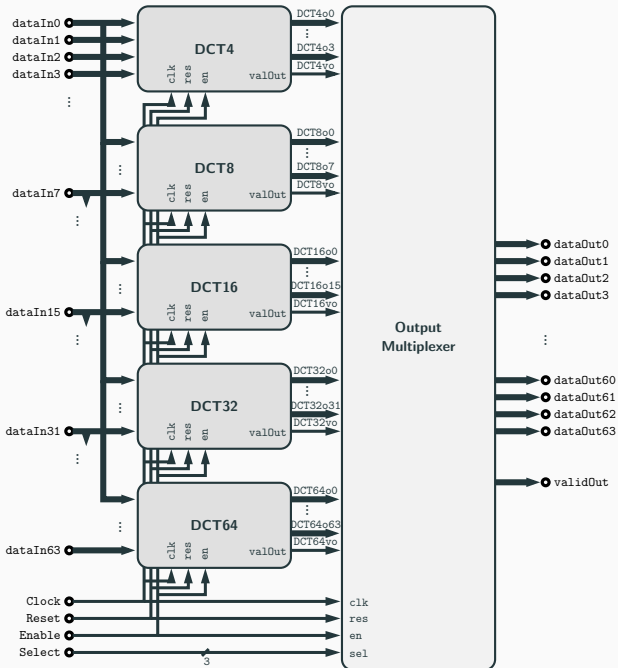 dataIn0
dataIn1
dataIn2
dataIn3
⋮
dataIn7
⋮
dataIn15
⋮
dataIn31
⋮
dataIn63
Clock
Reset
Enable
Select
3
DCT4
clk
res
en
valOut
DCT4o0
⋮
DCT4o3
DCT4vo
⋮
DCT8
clk
res
en
valOut
DCT8o0
⋮
DCT8o7
DCT8vo
⋮
DCT16
clk
res
en
valOut
DCT16o0
⋮
DCT16o15
DCT16vo
⋮
DCT32
clk
res
en
valOut
DCT32o0
⋮
DCT32o31
DCT32vo
⋮
DCT64
clk
res
en
valOut
DCT64o0
⋮
DCT64o63
DCT64vo
Output
Multiplexer
clk
res
en
sel
dataOut0
dataOut1
dataOut2
dataOut3
⋮
dataOut60
dataOut61
dataOut62
dataOut63
validOut